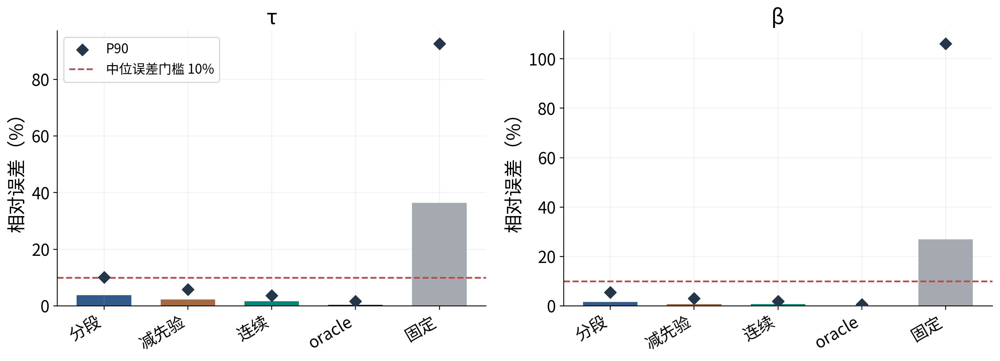 τ
P90
中位误差门槛 10%
相对误差（%）
80
60
40
20
0
分段
减先验
连续
oracle
固定
β
相对误差（%）
100
80
60
40
20
0
分段
减先验
连续
oracle
固定